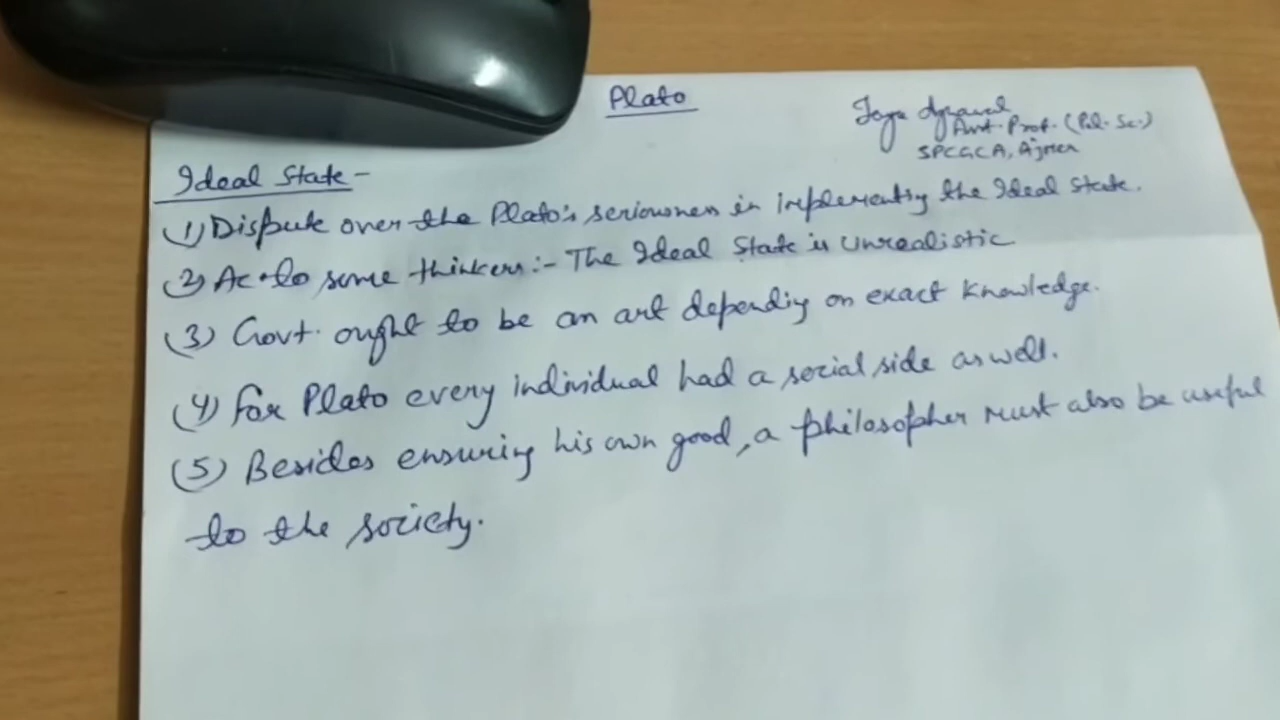 Plato
Jaya Agrawal
Asst. Prof. (Pol. Sc.)
SPCGCA, Ajmer
Ideal State -
(1) Dispute over the Plato's seriousness in implementing the Ideal State.
(2) Ac. to some thinkers :- The Ideal State is Unrealistic
(3) Govt. ought to be an art depending on exact Knowledge.
(4) For Plato every individual had a social side as well.
(5) Besides ensuring his own good, a philosopher must also be useful
to the society.